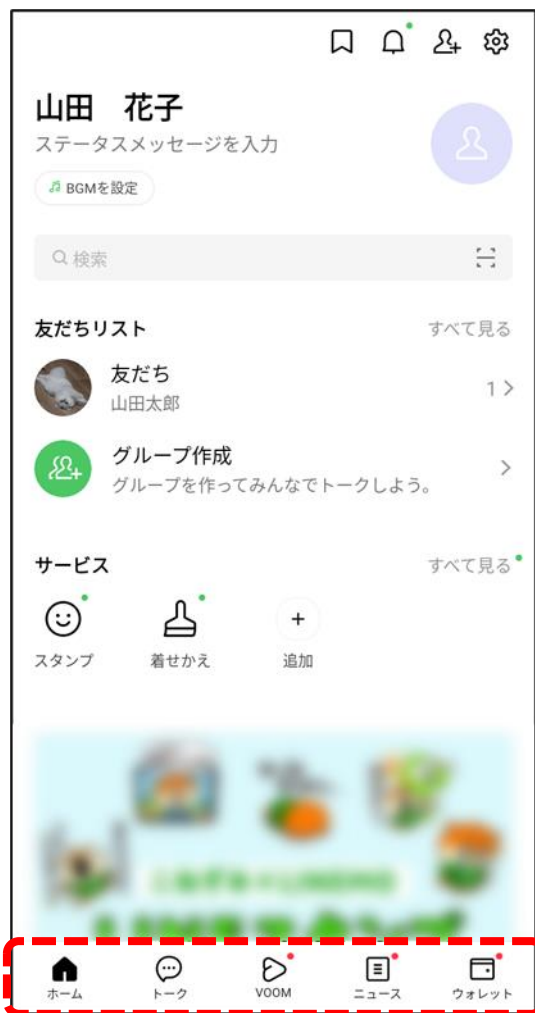 山田　花子
ステータスメッセージを入力
BGMを設定
検索
友だちリスト すべて見る
友だち
山田太郎
1
グループ作成
グループを作ってみんなでトークしよう。
サービス すべて見る
スタンプ 着せかえ 追加
ホーム トーク VOOM ニュース ウォレット